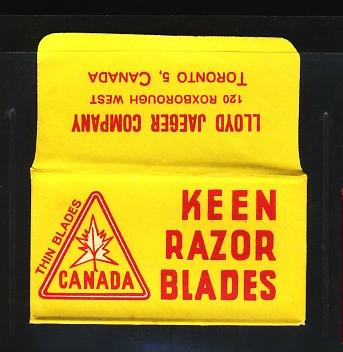 LLOYD JAEGER COMPANY
120 ROXBOROUGH WEST
TORONTO 5, CANADA
THIN BLADES
CANADA
KEEN
RAZOR
BLADES